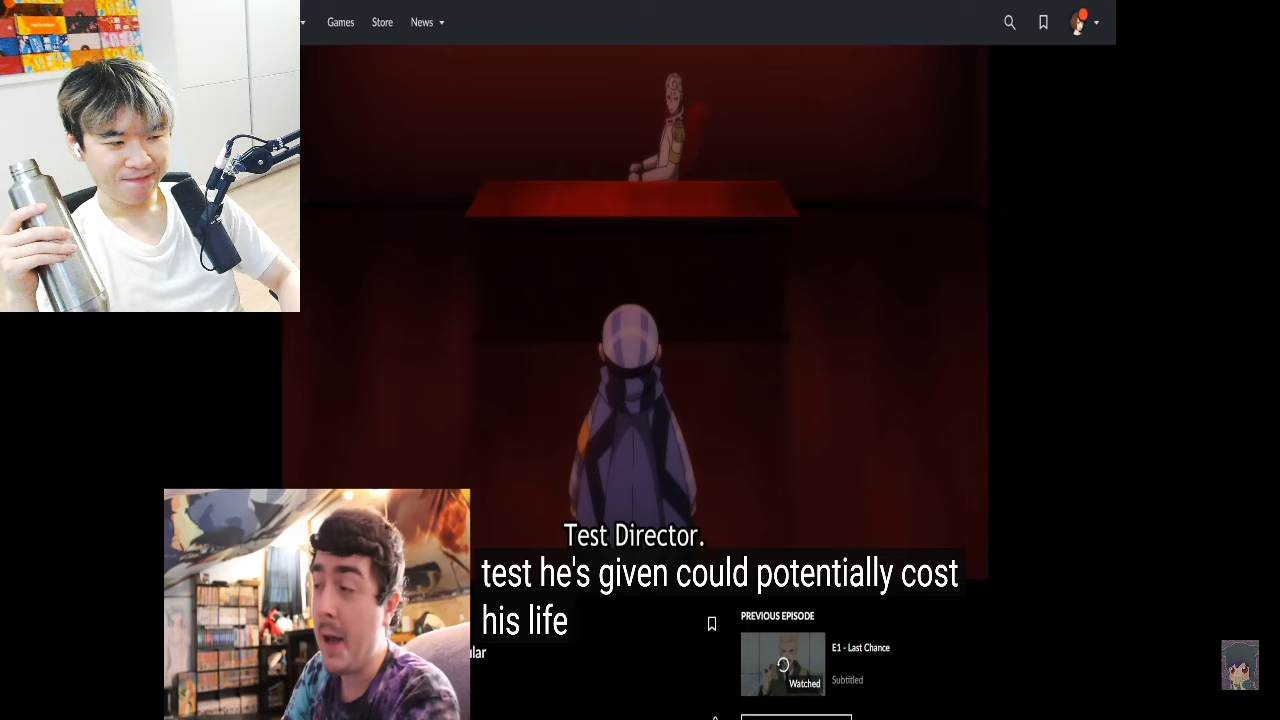 Games Store News
Test Director.
test he's given could potentially cost
his life
lar
PREVIOUS EPISODE
E1 - Last Chance
Watched
Subtitled